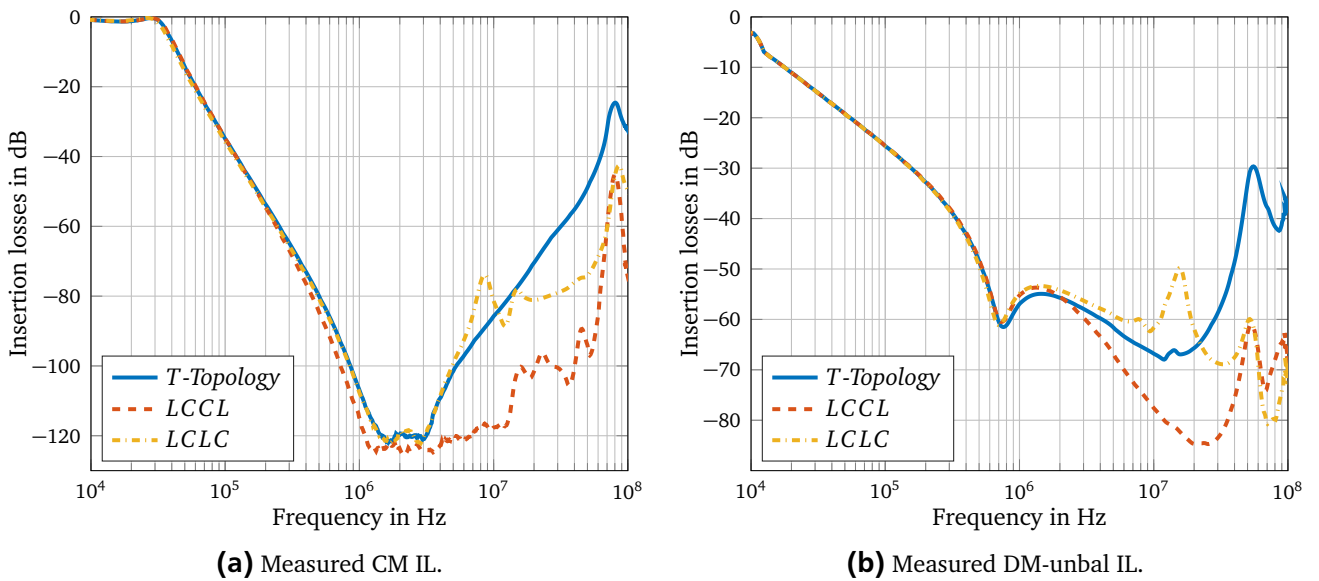 Insertion losses in dB
0
−20
−40
−60
−80
−100
−120
T-Topology
LCCL
LCLC
10^4 10^5 10^6 10^7 10^8
Frequency in Hz
(a) Measured CM IL.
Insertion losses in dB
0
−10
−20
−30
−40
−50
−60
−70
−80
T-Topology
LCCL
LCLC
10^4 10^5 10^6 10^7 10^8
Frequency in Hz
(b) Measured DM-unbal IL.